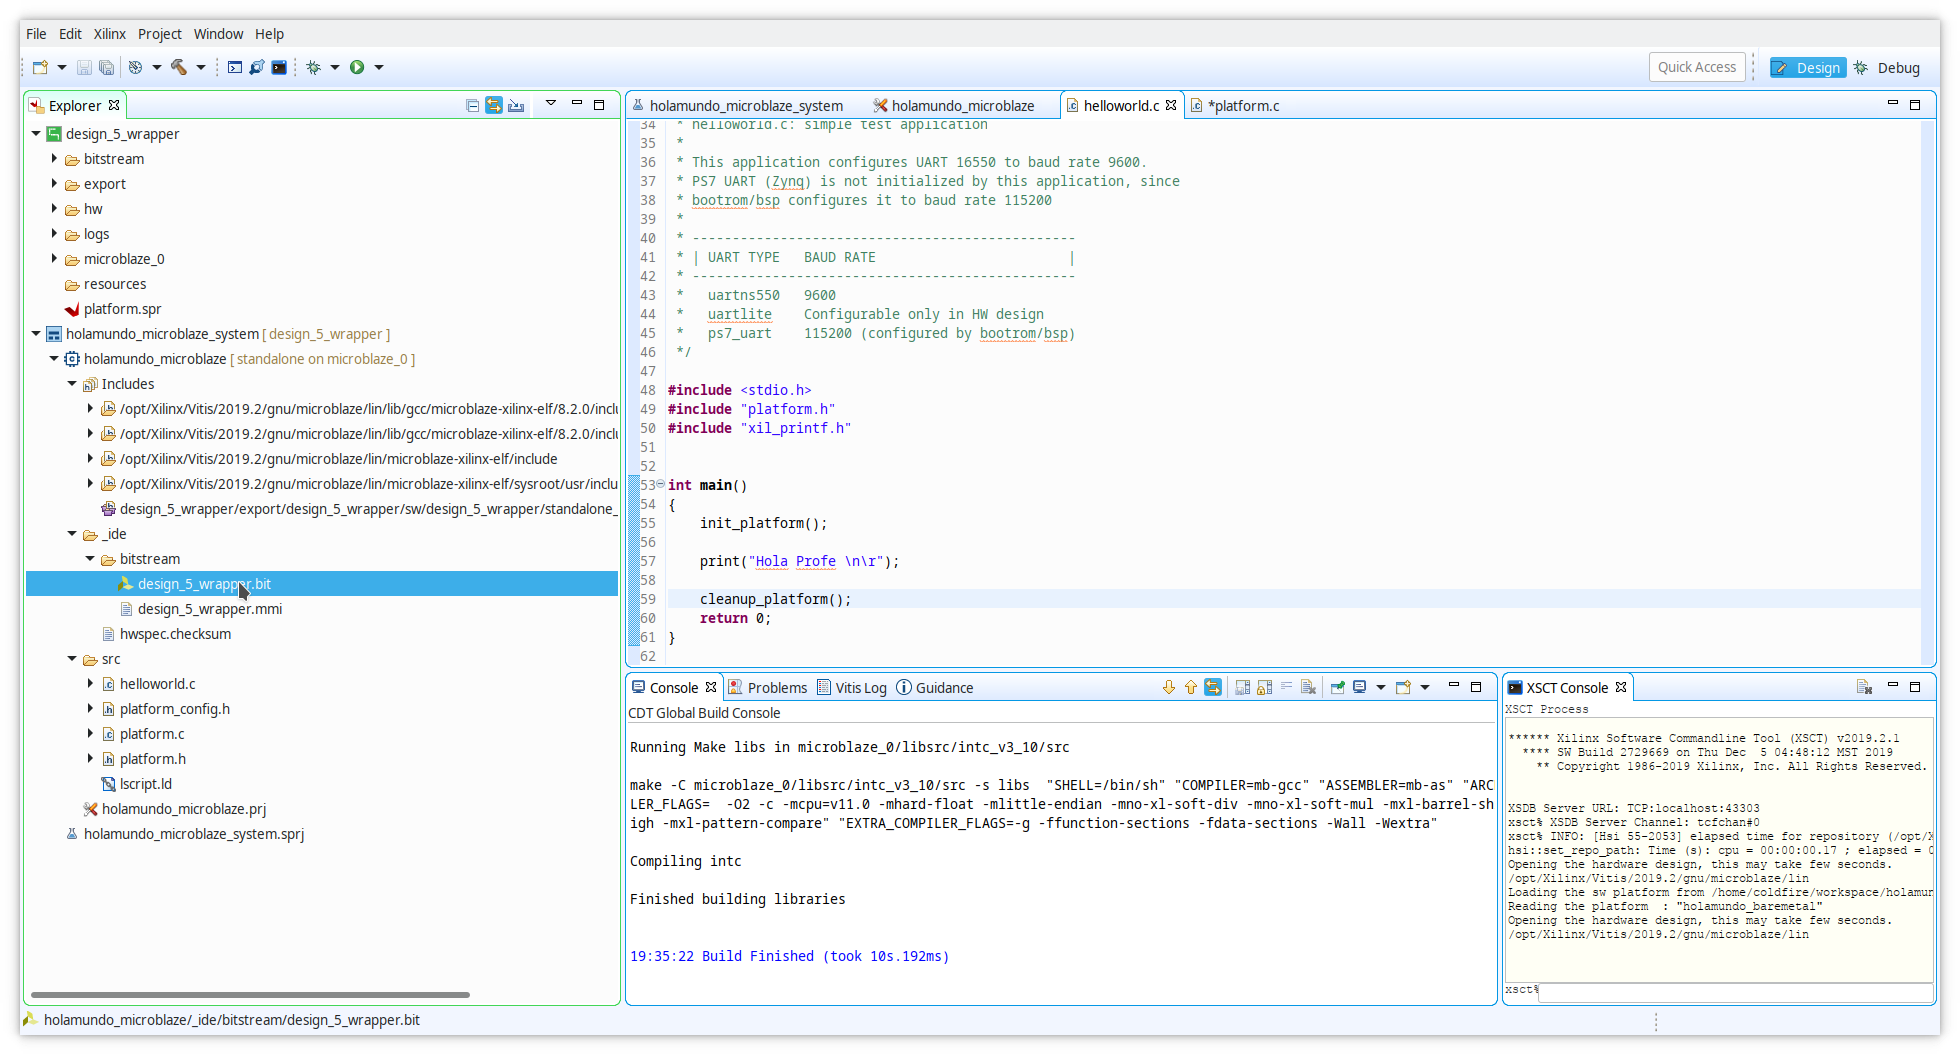 File Edit Xilinx Project Window Help
Quick Access
Design
Debug
Explorer
design_5_wrapper
bitstream
export
hw
logs
microblaze_0
resources
platform.spr
holamundo_microblaze_system [ design_5_wrapper ]
holamundo_microblaze [ standalone on microblaze_0 ]
Includes
/opt/Xilinx/Vitis/2019.2/gnu/microblaze/lin/lib/gcc/microblaze-xilinx-elf/8.2.0/inclu
/opt/Xilinx/Vitis/2019.2/gnu/microblaze/lin/lib/gcc/microblaze-xilinx-elf/8.2.0/inclu
/opt/Xilinx/Vitis/2019.2/gnu/microblaze/lin/microblaze-xilinx-elf/include
/opt/Xilinx/Vitis/2019.2/gnu/microblaze/lin/microblaze-xilinx-elf/sysroot/usr/inclu
design_5_wrapper/export/design_5_wrapper/sw/design_5_wrapper/standalone_
_ide
bitstream
design_5_wrapper.bit
design_5_wrapper.mmi
hwspec.checksum
src
helloworld.c
platform_config.h
platform.c
platform.h
lscript.ld
holamundo_microblaze.prj
holamundo_microblaze_system.sprj
holamundo_microblaze_system holamundo_microblaze helloworld.c *platform.c
34 * helloworld.c: simple test application
35 *
36 * This application configures UART 16550 to baud rate 9600.
37 * PS7 UART (Zynq) is not initialized by this application, since
38 * bootrom/bsp configures it to baud rate 115200
39 *
40 * ------------------------------------------------
41 * | UART TYPE   BAUD RATE                        |
42 * ------------------------------------------------
43 *   uartns550   9600
44 *   uartlite    Configurable only in HW design
45 *   ps7_uart    115200 (configured by bootrom/bsp)
46 */
47
48 #include <stdio.h>
49 #include "platform.h"
50 #include "xil_printf.h"
51
52
53 int main()
54 {
55     init_platform();
56
57     print("Hola Profe \n\r");
58
59     cleanup_platform();
60     return 0;
61 }
62
Console Problems Vitis Log Guidance
CDT Global Build Console
Running Make libs in microblaze_0/libsrc/intc_v3_10/src
make -C microblaze_0/libsrc/intc_v3_10/src -s libs  "SHELL=/bin/sh" "COMPILER=mb-gcc" "ASSEMBLER=mb-as" "ARC
LER_FLAGS=  -O2 -c -mcpu=v11.0 -mhard-float -mlittle-endian -mno-xl-soft-div -mno-xl-soft-mul -mxl-barrel-sh
igh -mxl-pattern-compare" "EXTRA_COMPILER_FLAGS=-g -ffunction-sections -fdata-sections -Wall -Wextra"
Compiling intc
Finished building libraries
19:35:22 Build Finished (took 10s.192ms)
XSCT Console
XSCT Process
****** Xilinx Software Commandline Tool (XSCT) v2019.2.1
**** SW Build 2729669 on Thu Dec  5 04:48:12 MST 2019
** Copyright 1986-2019 Xilinx, Inc. All Rights Reserved.
XSDB Server URL: TCP:localhost:43303
xsct% XSDB Server Channel: tcfchan#0
xsct% INFO: [Hsi 55-2053] elapsed time for repository (/opt/X
hsi::set_repo_path: Time (s): cpu = 00:00:00.17 ; elapsed = 0
Opening the hardware design, this may take few seconds.
/opt/Xilinx/Vitis/2019.2/gnu/microblaze/lin
Loading the sw platform from /home/coldfire/workspace/holamun
Reading the platform  : "holamundo_baremetal"
Opening the hardware design, this may take few seconds.
/opt/Xilinx/Vitis/2019.2/gnu/microblaze/lin
xsct%
holamundo_microblaze/_ide/bitstream/design_5_wrapper.bit